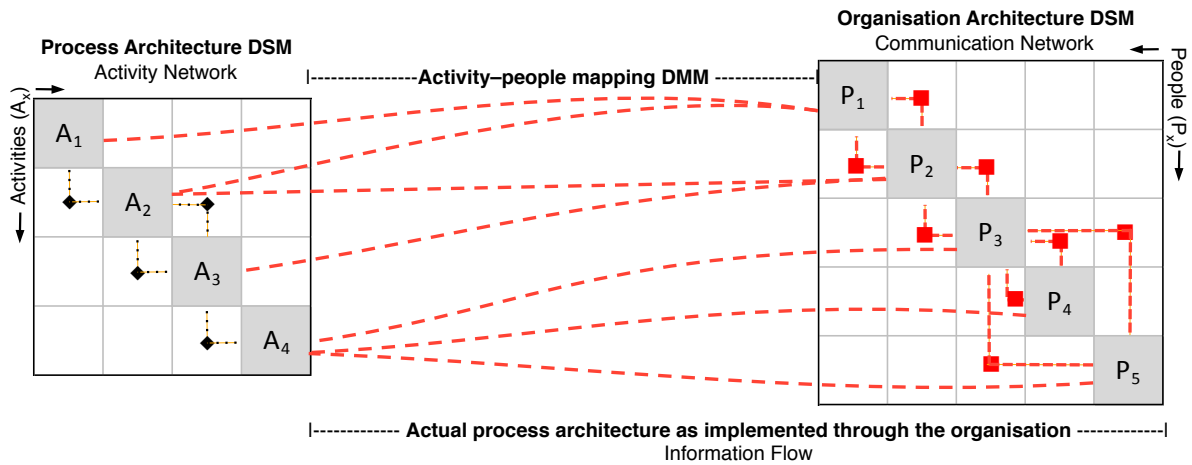 Process Architecture DSM
Activity Network
Activities (Aₓ)
A₁
A₂
A₃
A₄
Activity–people mapping DMM
Organisation Architecture DSM
Communication Network
People (Pₓ)
P₁
P₂
P₃
P₄
P₅
Actual process architecture as implemented through the organisation
Information Flow